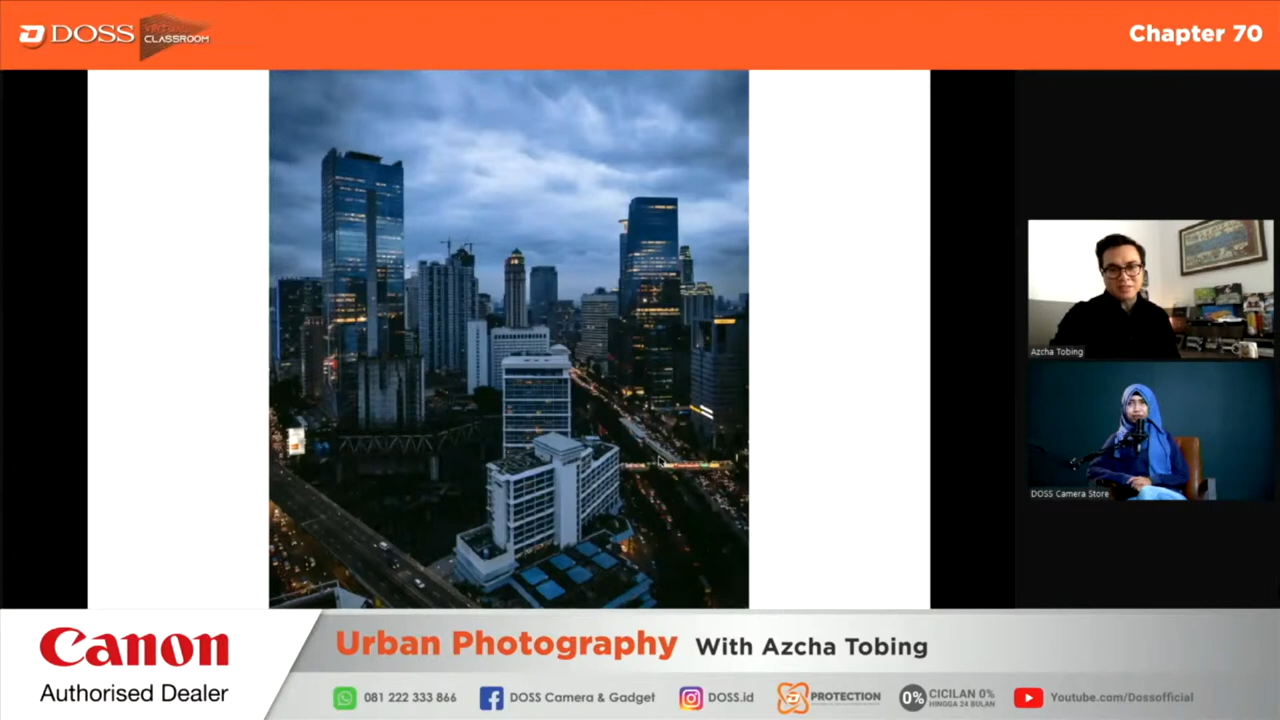 DOSS VIRTUAL CLASSROOM
Chapter 70
Azcha Tobing
DOSS Camera Store
Canon
Authorised Dealer
Urban Photography With Azcha Tobing
081 222 333 866
DOSS Camera & Gadget
DOSS.id
PROTECTION
0% CICILAN 0%
HINGGA 24 BULAN
Youtube.com/Dossofficial